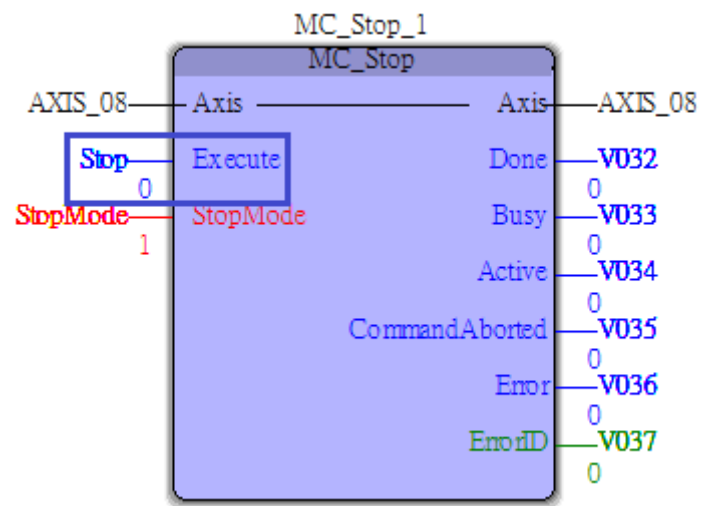 MC_Stop_1
MC_Stop
AXIS_08 Axis Axis AXIS_08
Stop Execute Done V032
0 0
StopMode StopMode Busy V033
1 0
Active V034
0
CommandAborted V035
0
Error V036
0
ErrorID V037
0